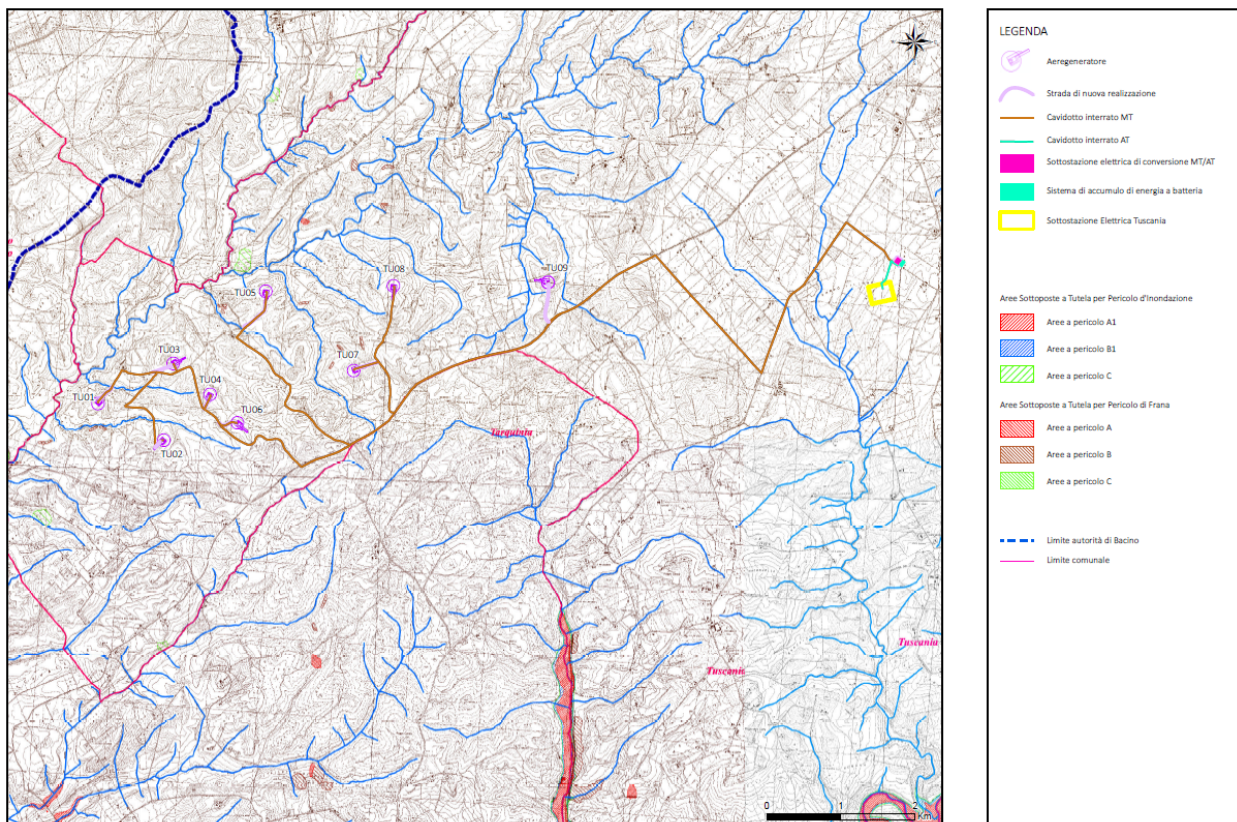 TU08
TU09
TU05
TU03
TU07
TU04
TU01
TU06
TU02
Tarquinia
Tuscania
Tuscania
0
1
2
Km
LEGENDA
Aeregeneratore
Strada di nuova realizzazione
Cavidotto interrato MT
Cavidotto interrato AT
Sottostazione elettrica di conversione MT/AT
Sistema di accumulo di energia a batteria
Sottostazione Elettrica Tuscania
Aree Sottoposte a Tutela per Pericolo d'Inondazione
Aree a pericolo A1
Aree a pericolo B1
Aree a pericolo C
Aree Sottoposte a Tutela per Pericolo di Frana
Aree a pericolo A
Aree a pericolo B
Aree a pericolo C
Limite autorità di Bacino
Limite comunale